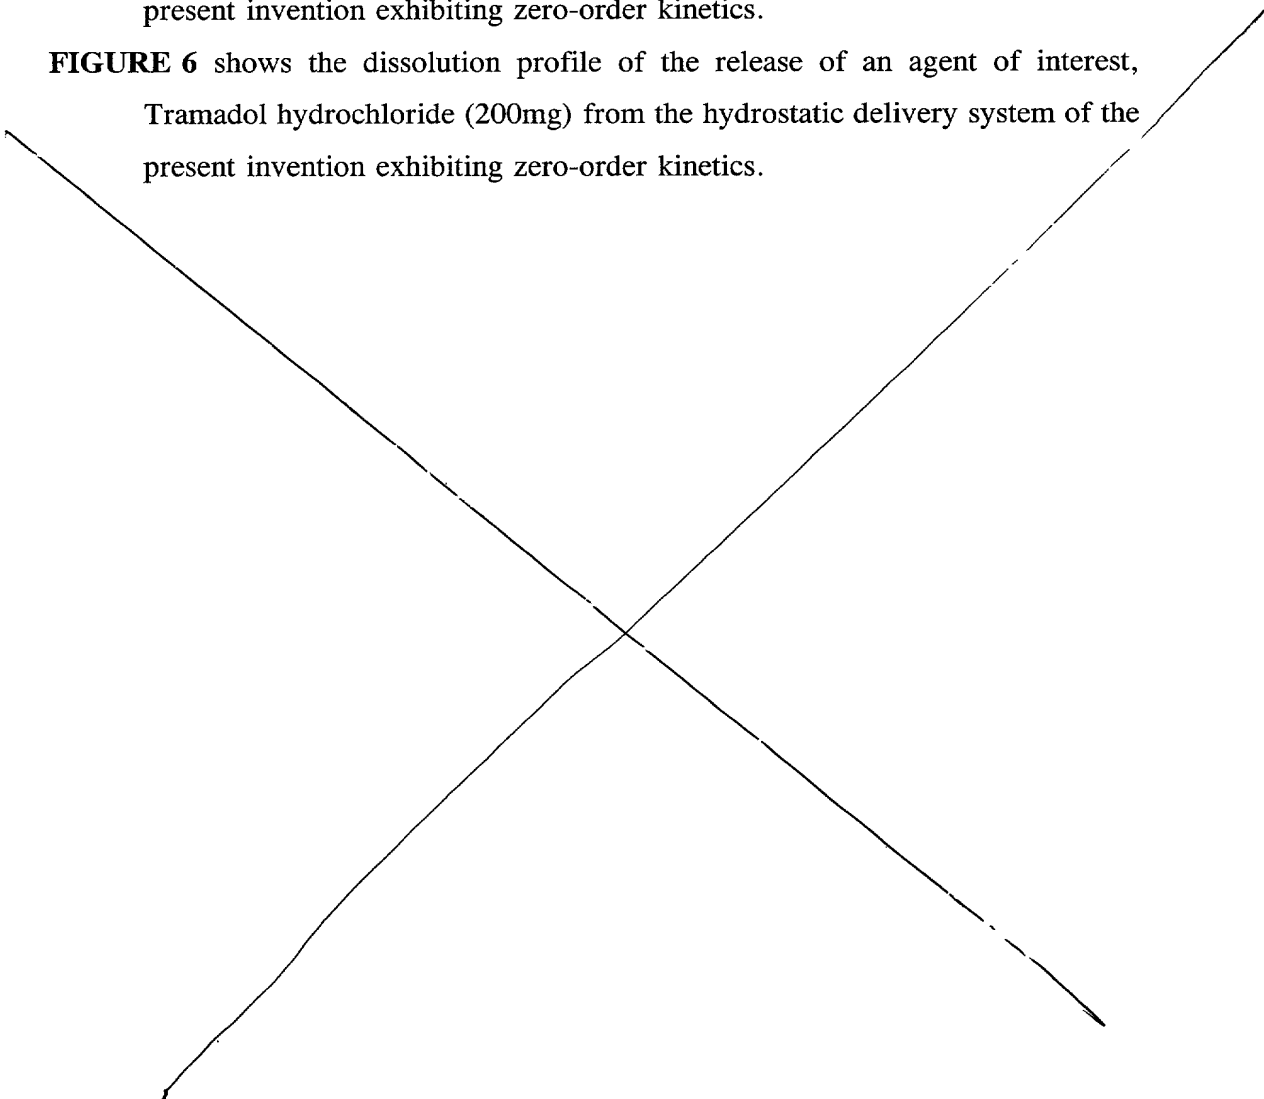 present invention exhibiting zero-order kinetics.
FIGURE 6 shows the dissolution profile of the release of an agent of interest,
Tramadol hydrochloride (200mg) from the hydrostatic delivery system of the
present invention exhibiting zero-order kinetics.